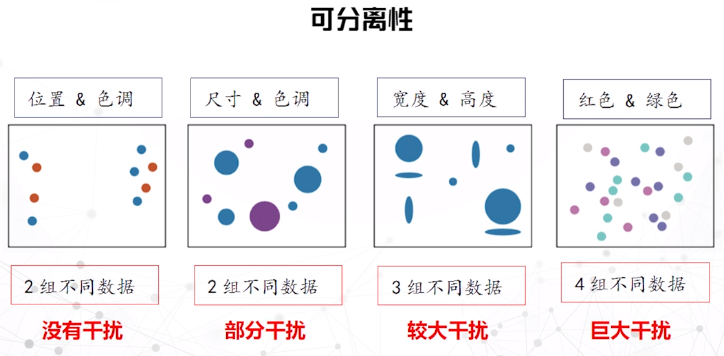 可分离性
位置 & 色调
尺寸 & 色调
宽度 & 高度
红色 & 绿色
2组不同数据
2组不同数据
3组不同数据
4组不同数据
没有干扰
部分干扰
较大干扰
巨大干扰